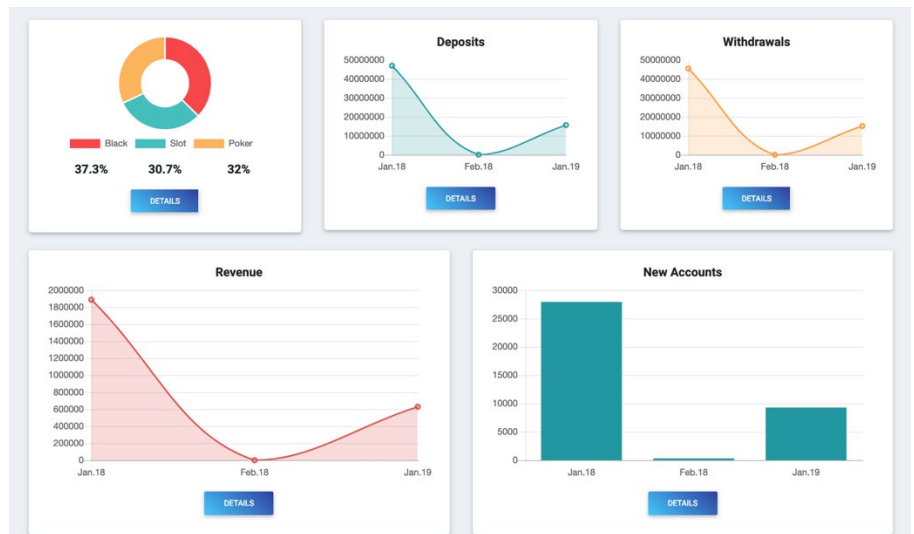 Black Slot Poker
37.3% 30.7% 32%
DETAILS
Deposits
50000000
40000000
30000000
20000000
10000000
0
Jan.18 Feb.18 Jan.19
DETAILS
Withdrawals
50000000
40000000
30000000
20000000
10000000
0
Jan.18 Feb.18 Jan.19
DETAILS
Revenue
2000000
1800000
1600000
1400000
1200000
1000000
800000
600000
400000
200000
0
Jan.18 Feb.18 Jan.19
DETAILS
New Accounts
30000
25000
20000
15000
10000
5000
0
Jan.18 Feb.18 Jan.19
DETAILS